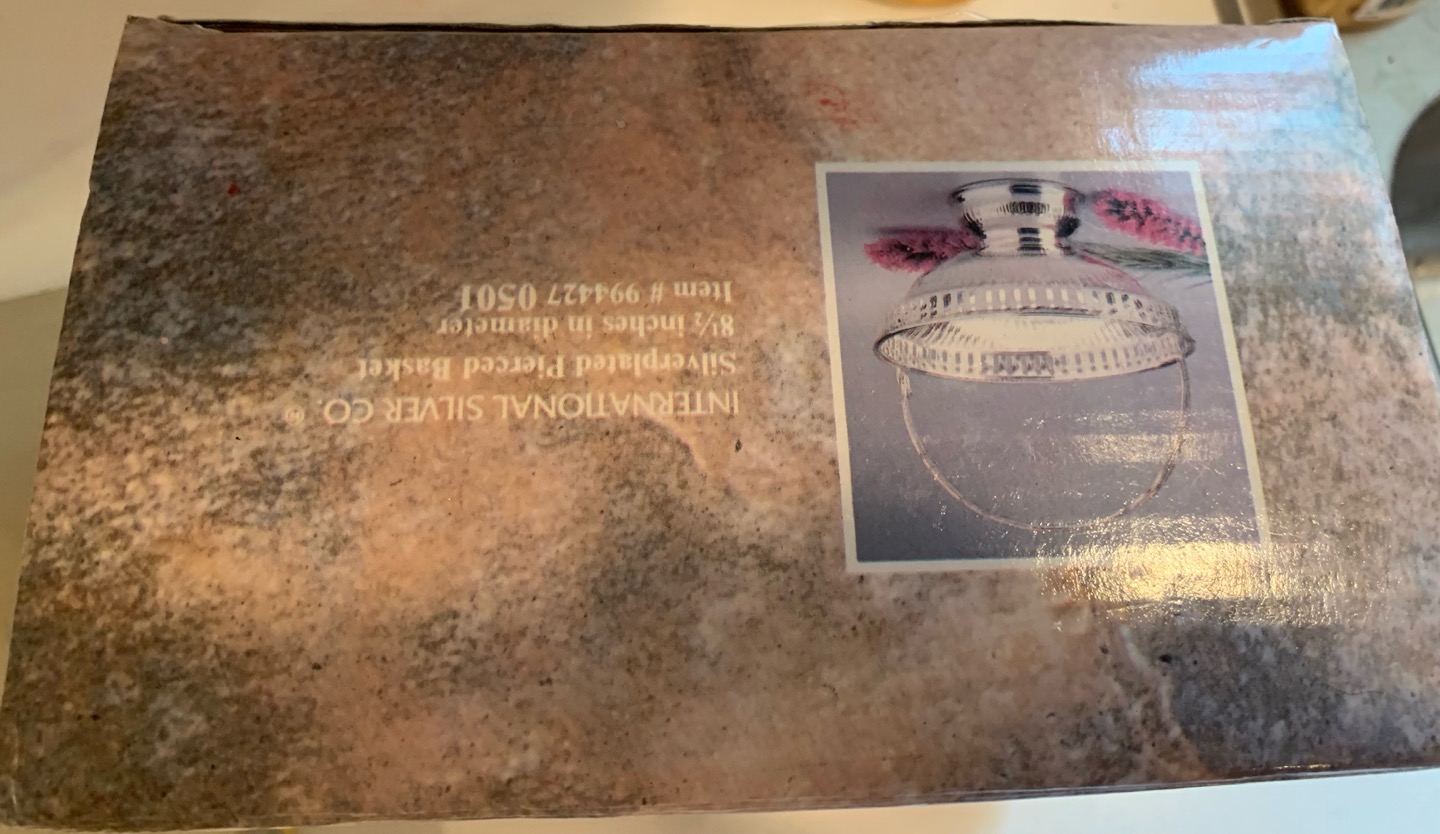 INTERNATIONAL SILVER CO. ®
Silverplated Pierced Basket
8½ inches in diameter
Item # 994427 0501